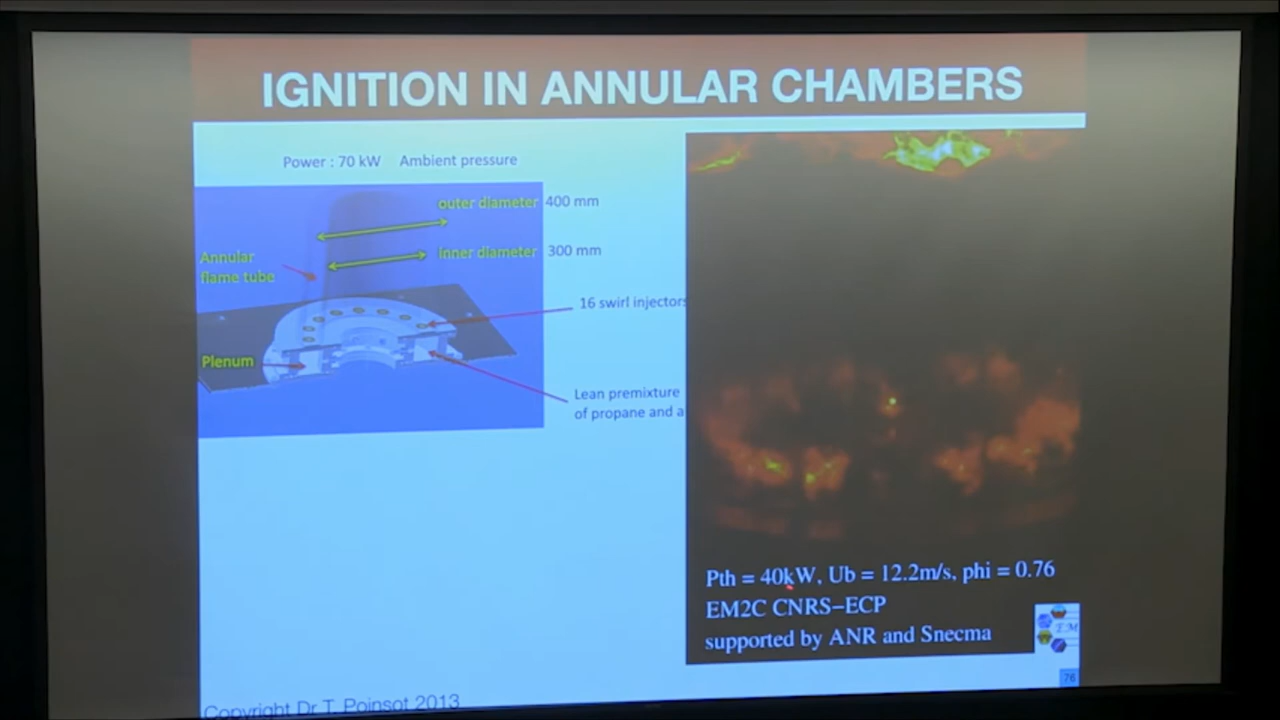 IGNITION IN ANNULAR CHAMBERS
Power : 70 kW Ambient pressure
outer diameter 400 mm
inner diameter 300 mm
Annular
flame tube
16 swirl injectors
Plenum
Lean premixture
of propane and a
Pth = 40kW, Ub = 12.2m/s, phi = 0.76
EM2C CNRS-ECP
supported by ANR and Snecma
76
Copyright Dr T. Poinsot 2013